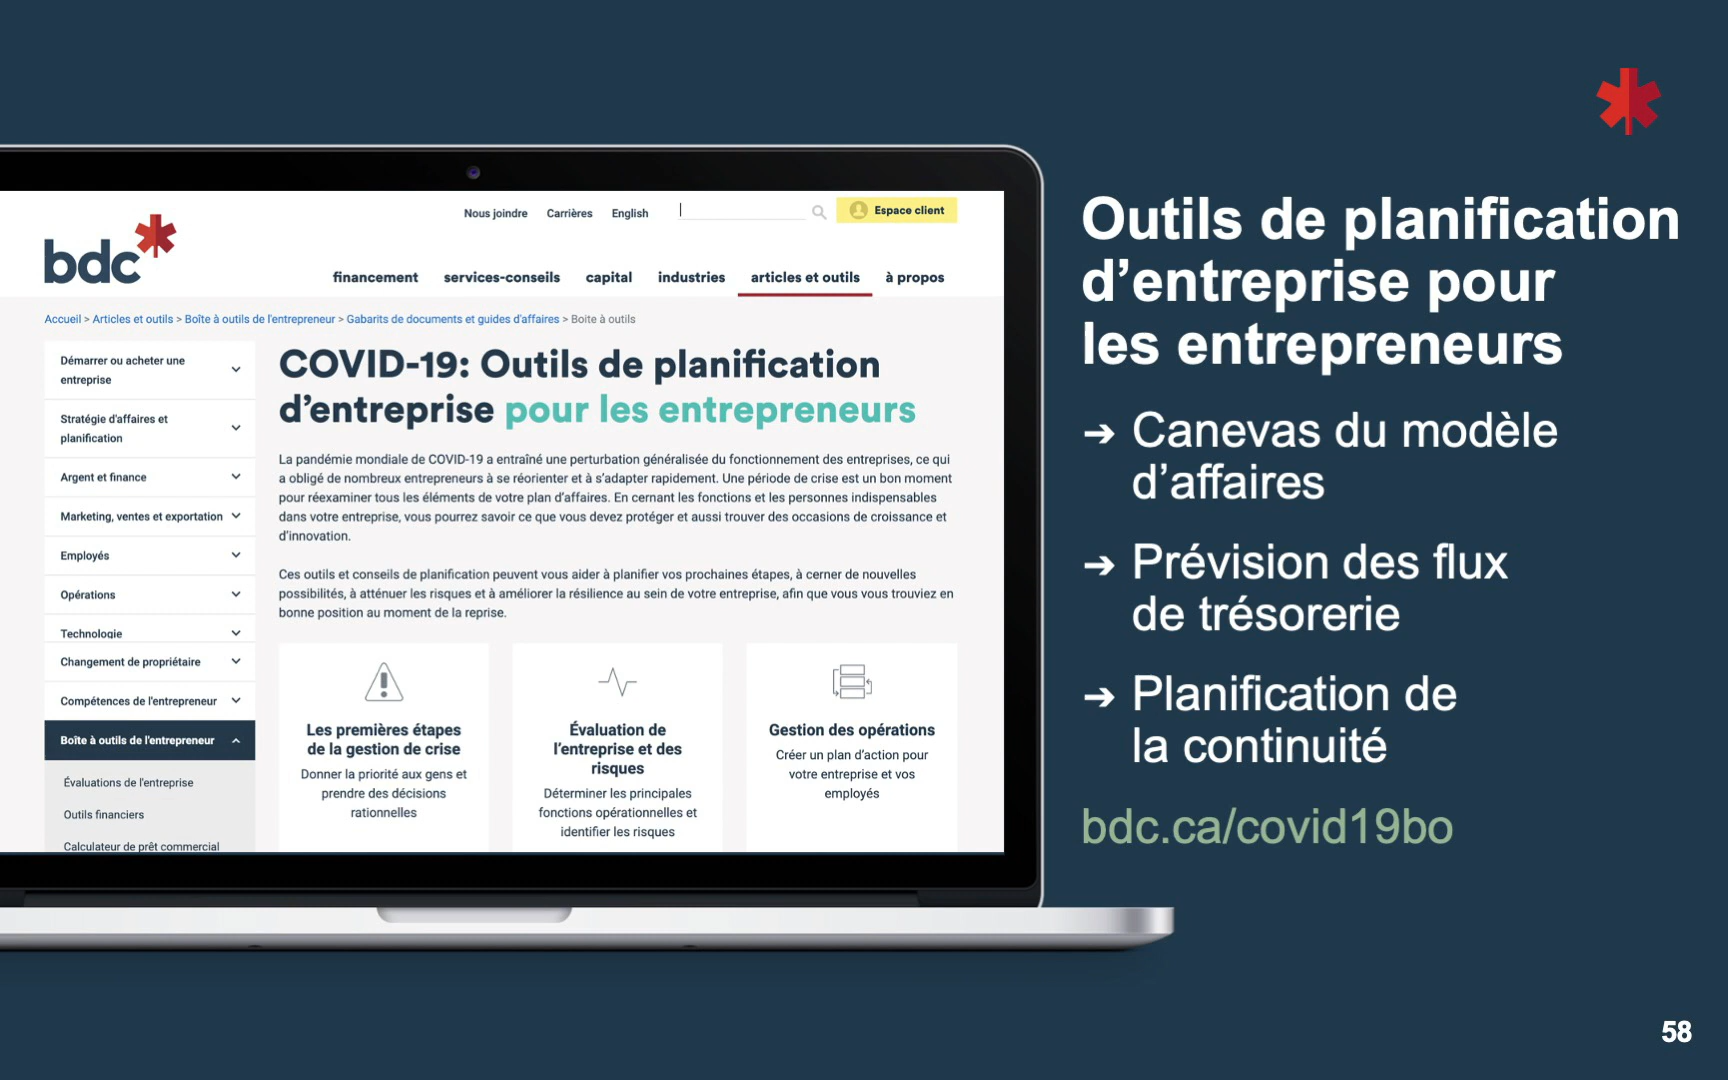 Nous joindre
Carrières
English
Espace client
bdc
financement
services-conseils
capital
industries
articles et outils
à propos
Accueil > Articles et outils > Boîte à outils de l'entrepreneur > Gabarits de documents et guides d'affaires > Boite à outils
Démarrer ou acheter une
entreprise
Stratégie d'affaires et
planification
Argent et finance
Marketing, ventes et exportation
Employés
Opérations
Technologie
Changement de propriétaire
Compétences de l'entrepreneur
Boîte à outils de l'entrepreneur
Évaluations de l'entreprise
Outils financiers
Calculateur de prêt commercial
COVID-19: Outils de planification
d'entreprise pour les entrepreneurs
La pandémie mondiale de COVID-19 a entraîné une perturbation généralisée du fonctionnement des entreprises, ce qui
a obligé de nombreux entrepreneurs à se réorienter et à s'adapter rapidement. Une période de crise est un bon moment
pour réexaminer tous les éléments de votre plan d'affaires. En cernant les fonctions et les personnes indispensables
dans votre entreprise, vous pourrez savoir ce que vous devez protéger et aussi trouver des occasions de croissance et
d'innovation.
Ces outils et conseils de planification peuvent vous aider à planifier vos prochaines étapes, à cerner de nouvelles
possibilités, à atténuer les risques et à améliorer la résilience au sein de votre entreprise, afin que vous vous trouviez en
bonne position au moment de la reprise.
Les premières étapes
de la gestion de crise
Donner la priorité aux gens et
prendre des décisions
rationnelles
Évaluation de
l'entreprise et des
risques
Déterminer les principales
fonctions opérationnelles et
identifier les risques
Gestion des opérations
Créer un plan d'action pour
votre entreprise et vos
employés
Outils de planification
d'entreprise pour
les entrepreneurs
➔ Canevas du modèle
d'affaires
➔ Prévision des flux
de trésorerie
➔ Planification de
la continuité
bdc.ca/covid19bo
58